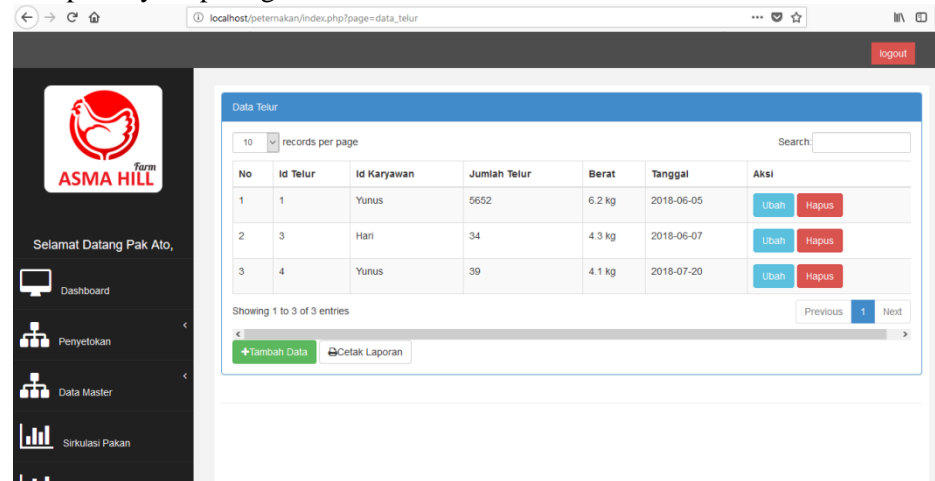 localhost/peternakan/index.php?page=data_telur
logout
Farm
ASMA HILL
Selamat Datang Pak Ato,
Dashboard
Penyetokan
Data Master
Sirkulasi Pakan
Data Telur
10 records per page Search:
No Id Telur Id Karyawan Jumlah Telur Berat Tanggal Aksi
1 1 Yunus 5652 6.2 kg 2018-06-05 Ubah Hapus
2 3 Hari 34 4.3 kg 2018-06-07 Ubah Hapus
3 4 Yunus 39 4.1 kg 2018-07-20 Ubah Hapus
Showing 1 to 3 of 3 entries Previous 1 Next
+Tambah Data Cetak Laporan